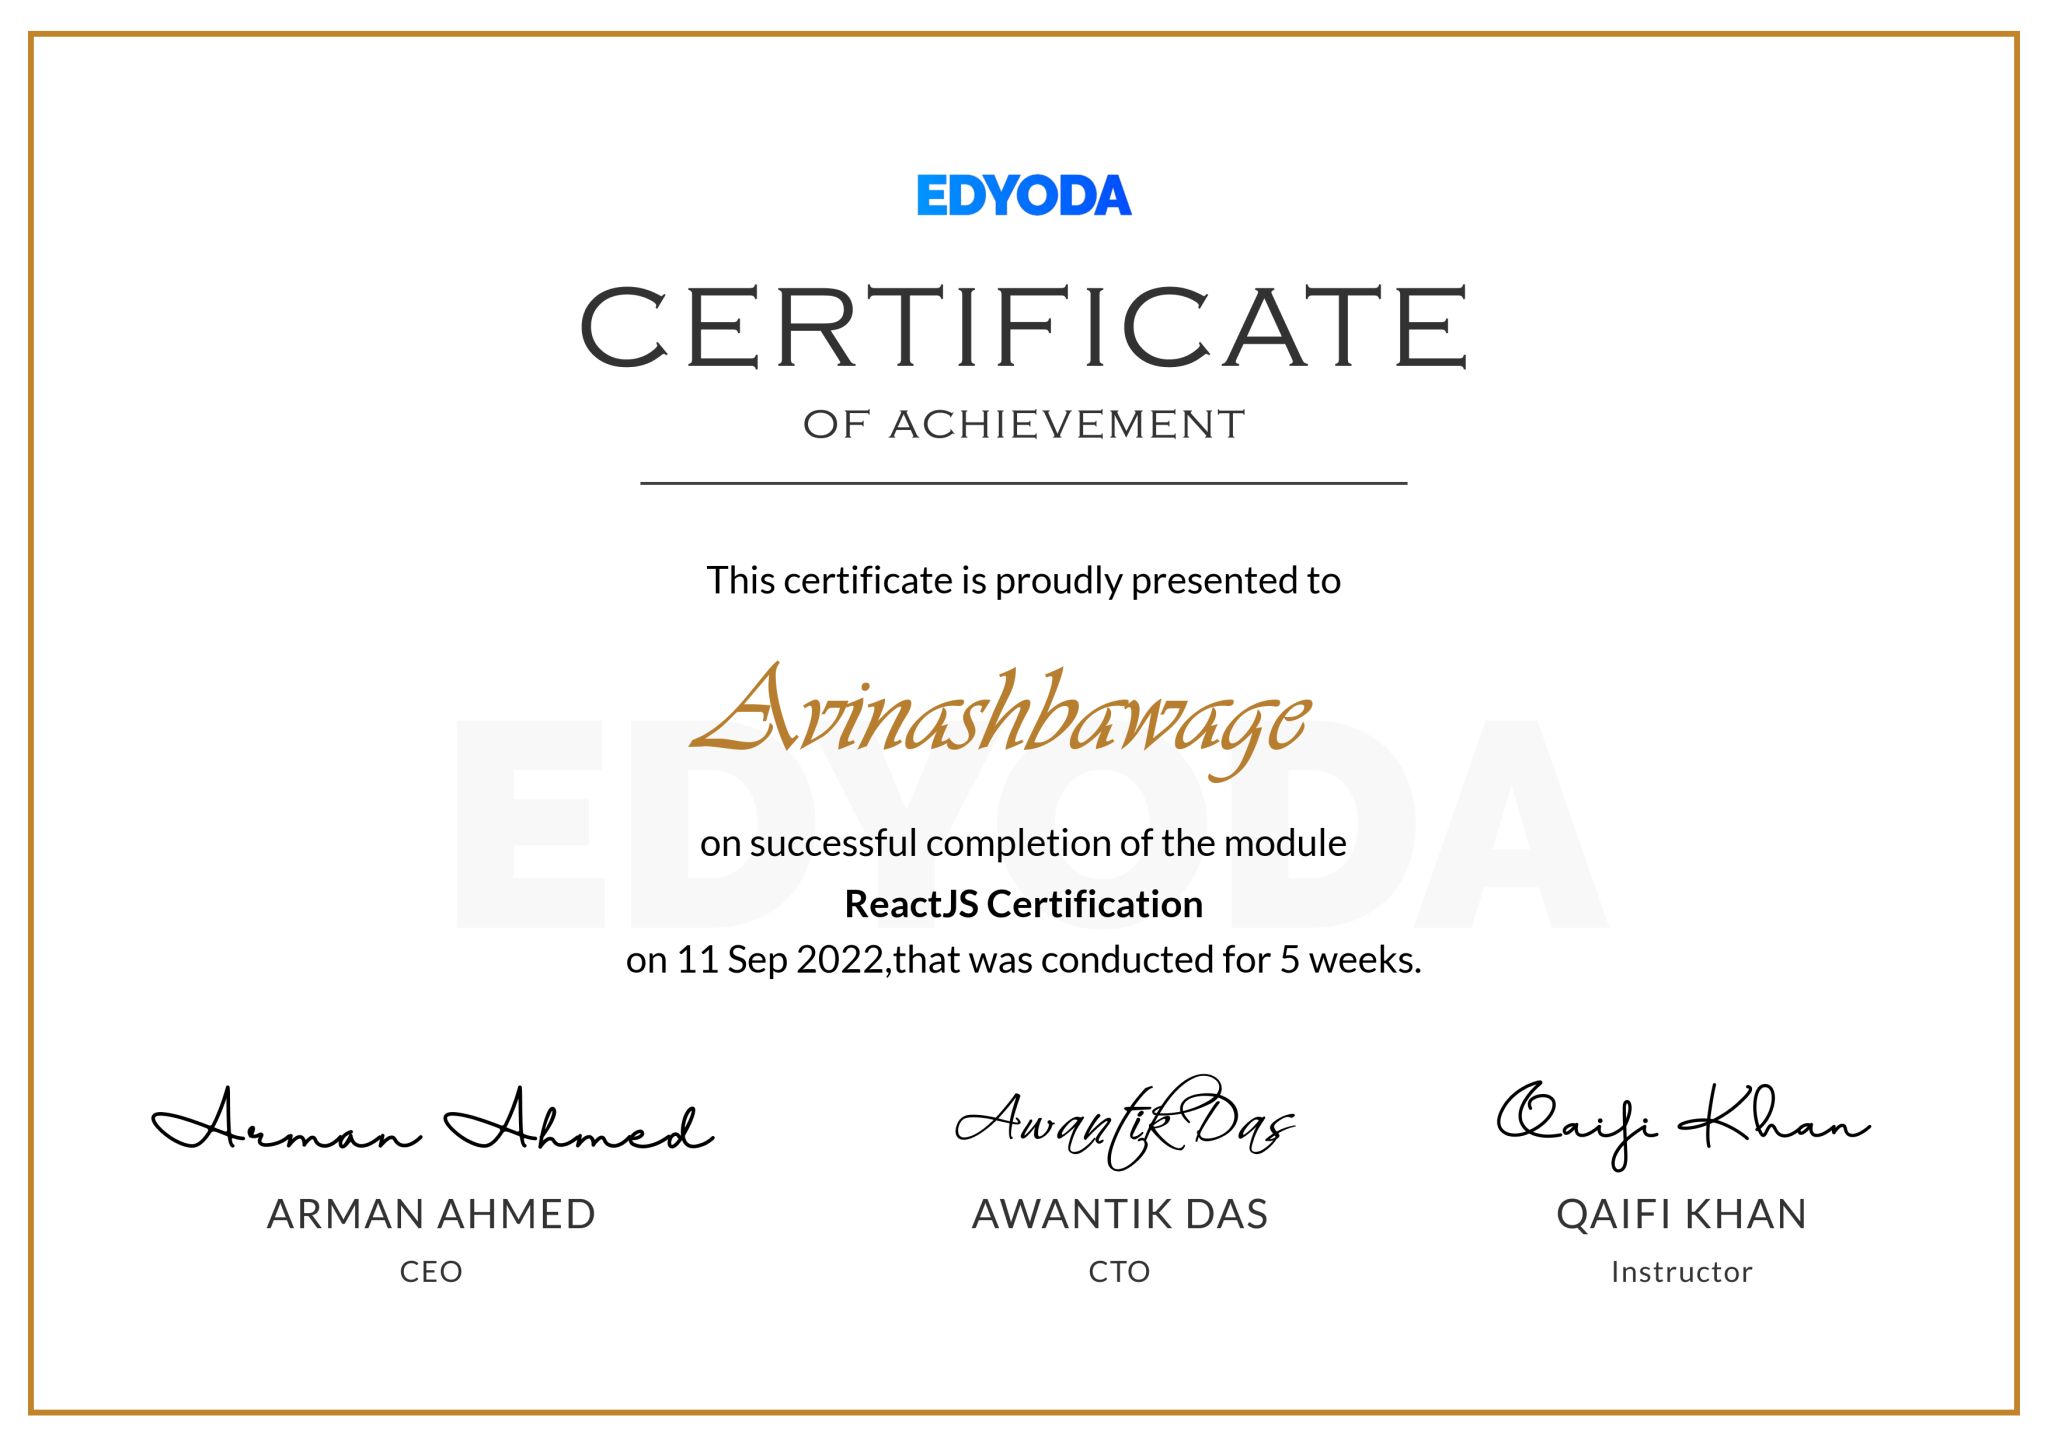 EDYODA
CERTIFICATE
OF ACHIEVEMENT
This certificate is proudly presented to
Avinashbawage
EDYODA
on successful completion of the module
ReactJS Certification
on 11 Sep 2022,that was conducted for 5 weeks.
Arman Ahmed Awantik Das Qaifi Khan
ARMAN AHMED AWANTIK DAS QAIFI KHAN
CEO CTO Instructor